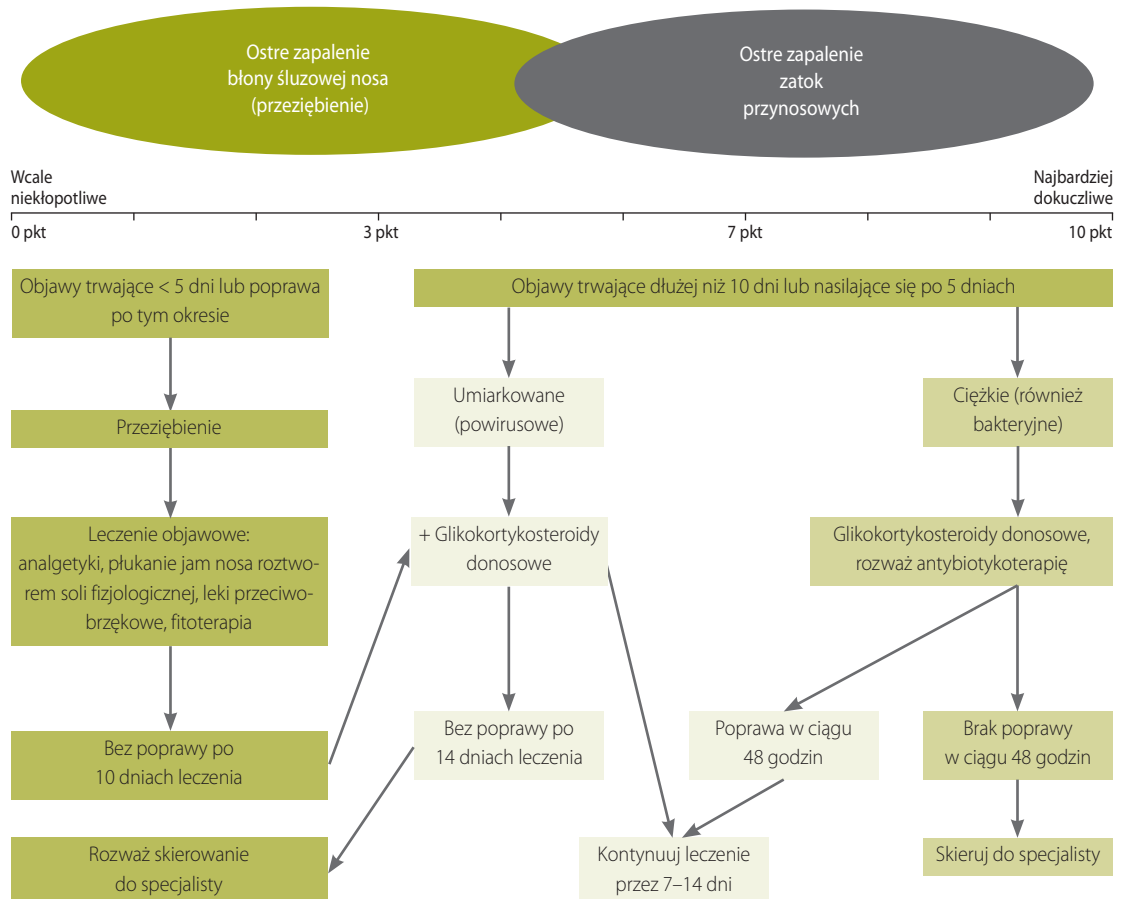 Ostre zapalenie
błony śluzowej nosa
(przeziębienie)
Ostre zapalenie
zatok
przynosowych
Wcale
niekłopotliwe
Najbardziej
dokuczliwe
0 pkt
3 pkt
7 pkt
10 pkt
Objawy trwające < 5 dni lub poprawa
po tym okresie
Objawy trwające dłużej niż 10 dni lub nasilające się po 5 dniach
Przeziębienie
Umiarkowane
(powirusowe)
Ciężkie (również
bakteryjne)
Leczenie objawowe:
analgetyki, płukanie jam nosa roztwo-
rem soli fizjologicznej, leki przeciwo-
brzękowe, fitoterapia
+ Glikokortykosteroidy
donosowe
Glikokortykosteroidy donosowe,
rozważ antybiotykoterapię
Bez poprawy po
10 dniach leczenia
Bez poprawy po
14 dniach leczenia
Poprawa w ciągu
48 godzin
Brak poprawy
w ciągu 48 godzin
Rozważ skierowanie
do specjalisty
Kontynuuj leczenie
przez 7–14 dni
Skieruj do specjalisty